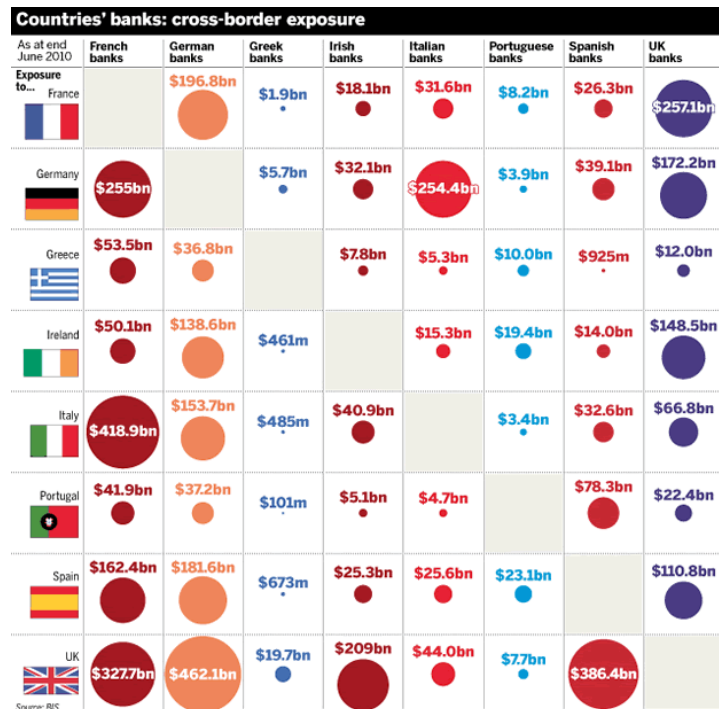 Countries' banks: cross-border exposure
As at end
June 2010
French
banks
German
banks
Greek
banks
Irish
banks
Italian
banks
Portuguese
banks
Spanish
banks
UK
banks
Exposure
to...
France
$196.8bn
$1.9bn
$18.1bn
$31.6bn
$8.2bn
$26.3bn
$257.1bn
Germany
$255bn
$5.7bn
$32.1bn
$254.4bn
$3.9bn
$39.1bn
$172.2bn
Greece
$53.5bn
$36.8bn
$7.8bn
$5.3bn
$10.0bn
$925m
$12.0bn
Ireland
$50.1bn
$138.6bn
$461m
$15.3bn
$19.4bn
$14.0bn
$148.5bn
Italy
$418.9bn
$153.7bn
$485m
$40.9bn
$3.4bn
$32.6bn
$66.8bn
Portugal
$41.9bn
$37.2bn
$101m
$5.1bn
$4.7bn
$78.3bn
$22.4bn
Spain
$162.4bn
$181.6bn
$673m
$25.3bn
$25.6bn
$23.1bn
$110.8bn
UK
$327.7bn
$462.1bn
$19.7bn
$209bn
$44.0bn
$7.7bn
$386.4bn
Source: BIS